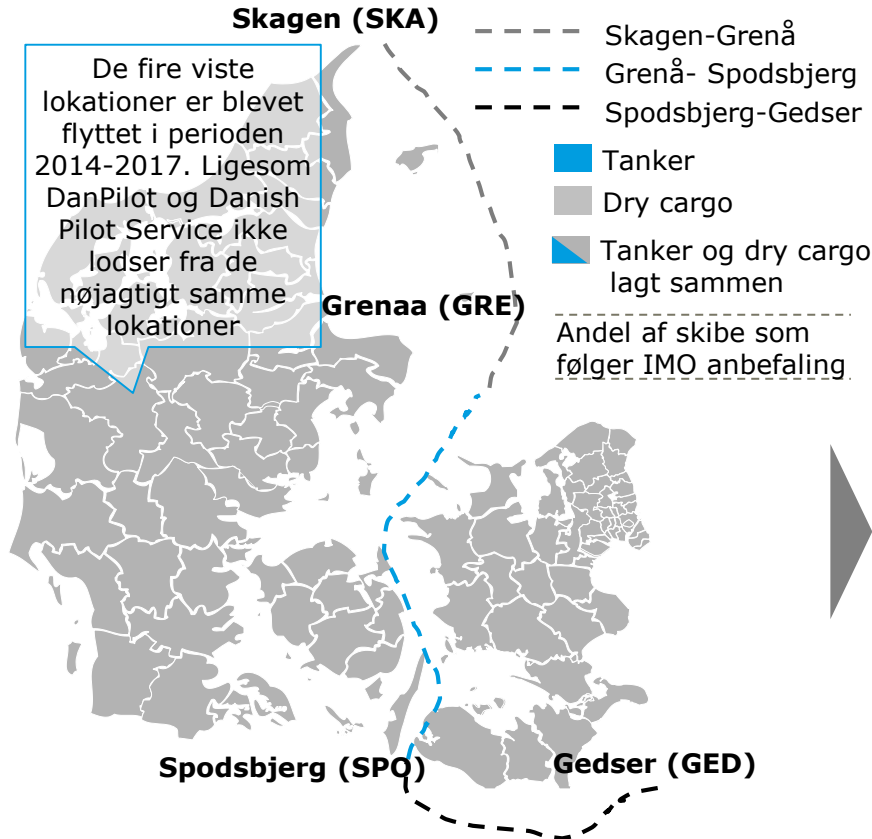 Skagen (SKA)
De fire viste
lokationer er blevet
flyttet i perioden
2014-2017. Ligesom
DanPilot og Danish
Pilot Service ikke
lodser fra de
nøjagtigt samme
lokationer
Skagen-Grenå
Grenå- Spodsbjerg
Spodsbjerg-Gedser
Tanker
Dry cargo
Tanker og dry cargo
lagt sammen
Grenaa (GRE)
Andel af skibe som
følger IMO anbefaling
Spodsbjerg (SPO)
Gedser (GED)